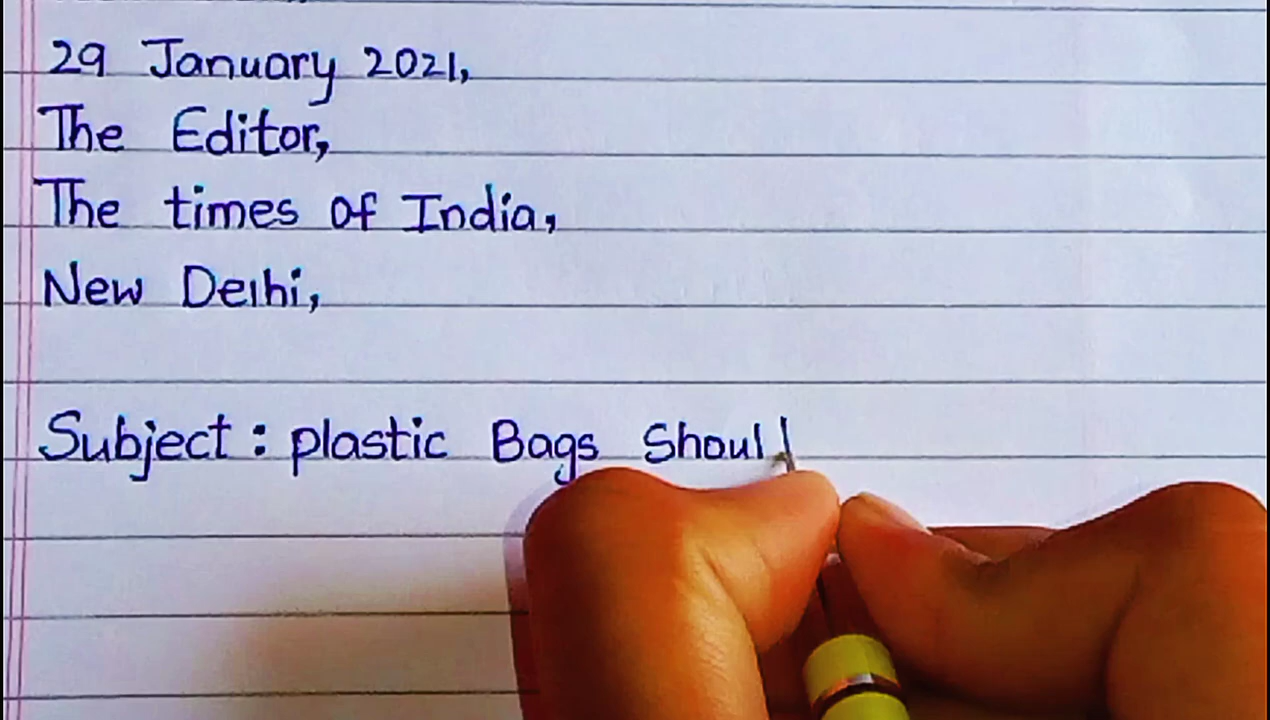 29 January 2021,
The Editor,
The times of India,
New Delhi,
Subject : plastic Bags Shoul